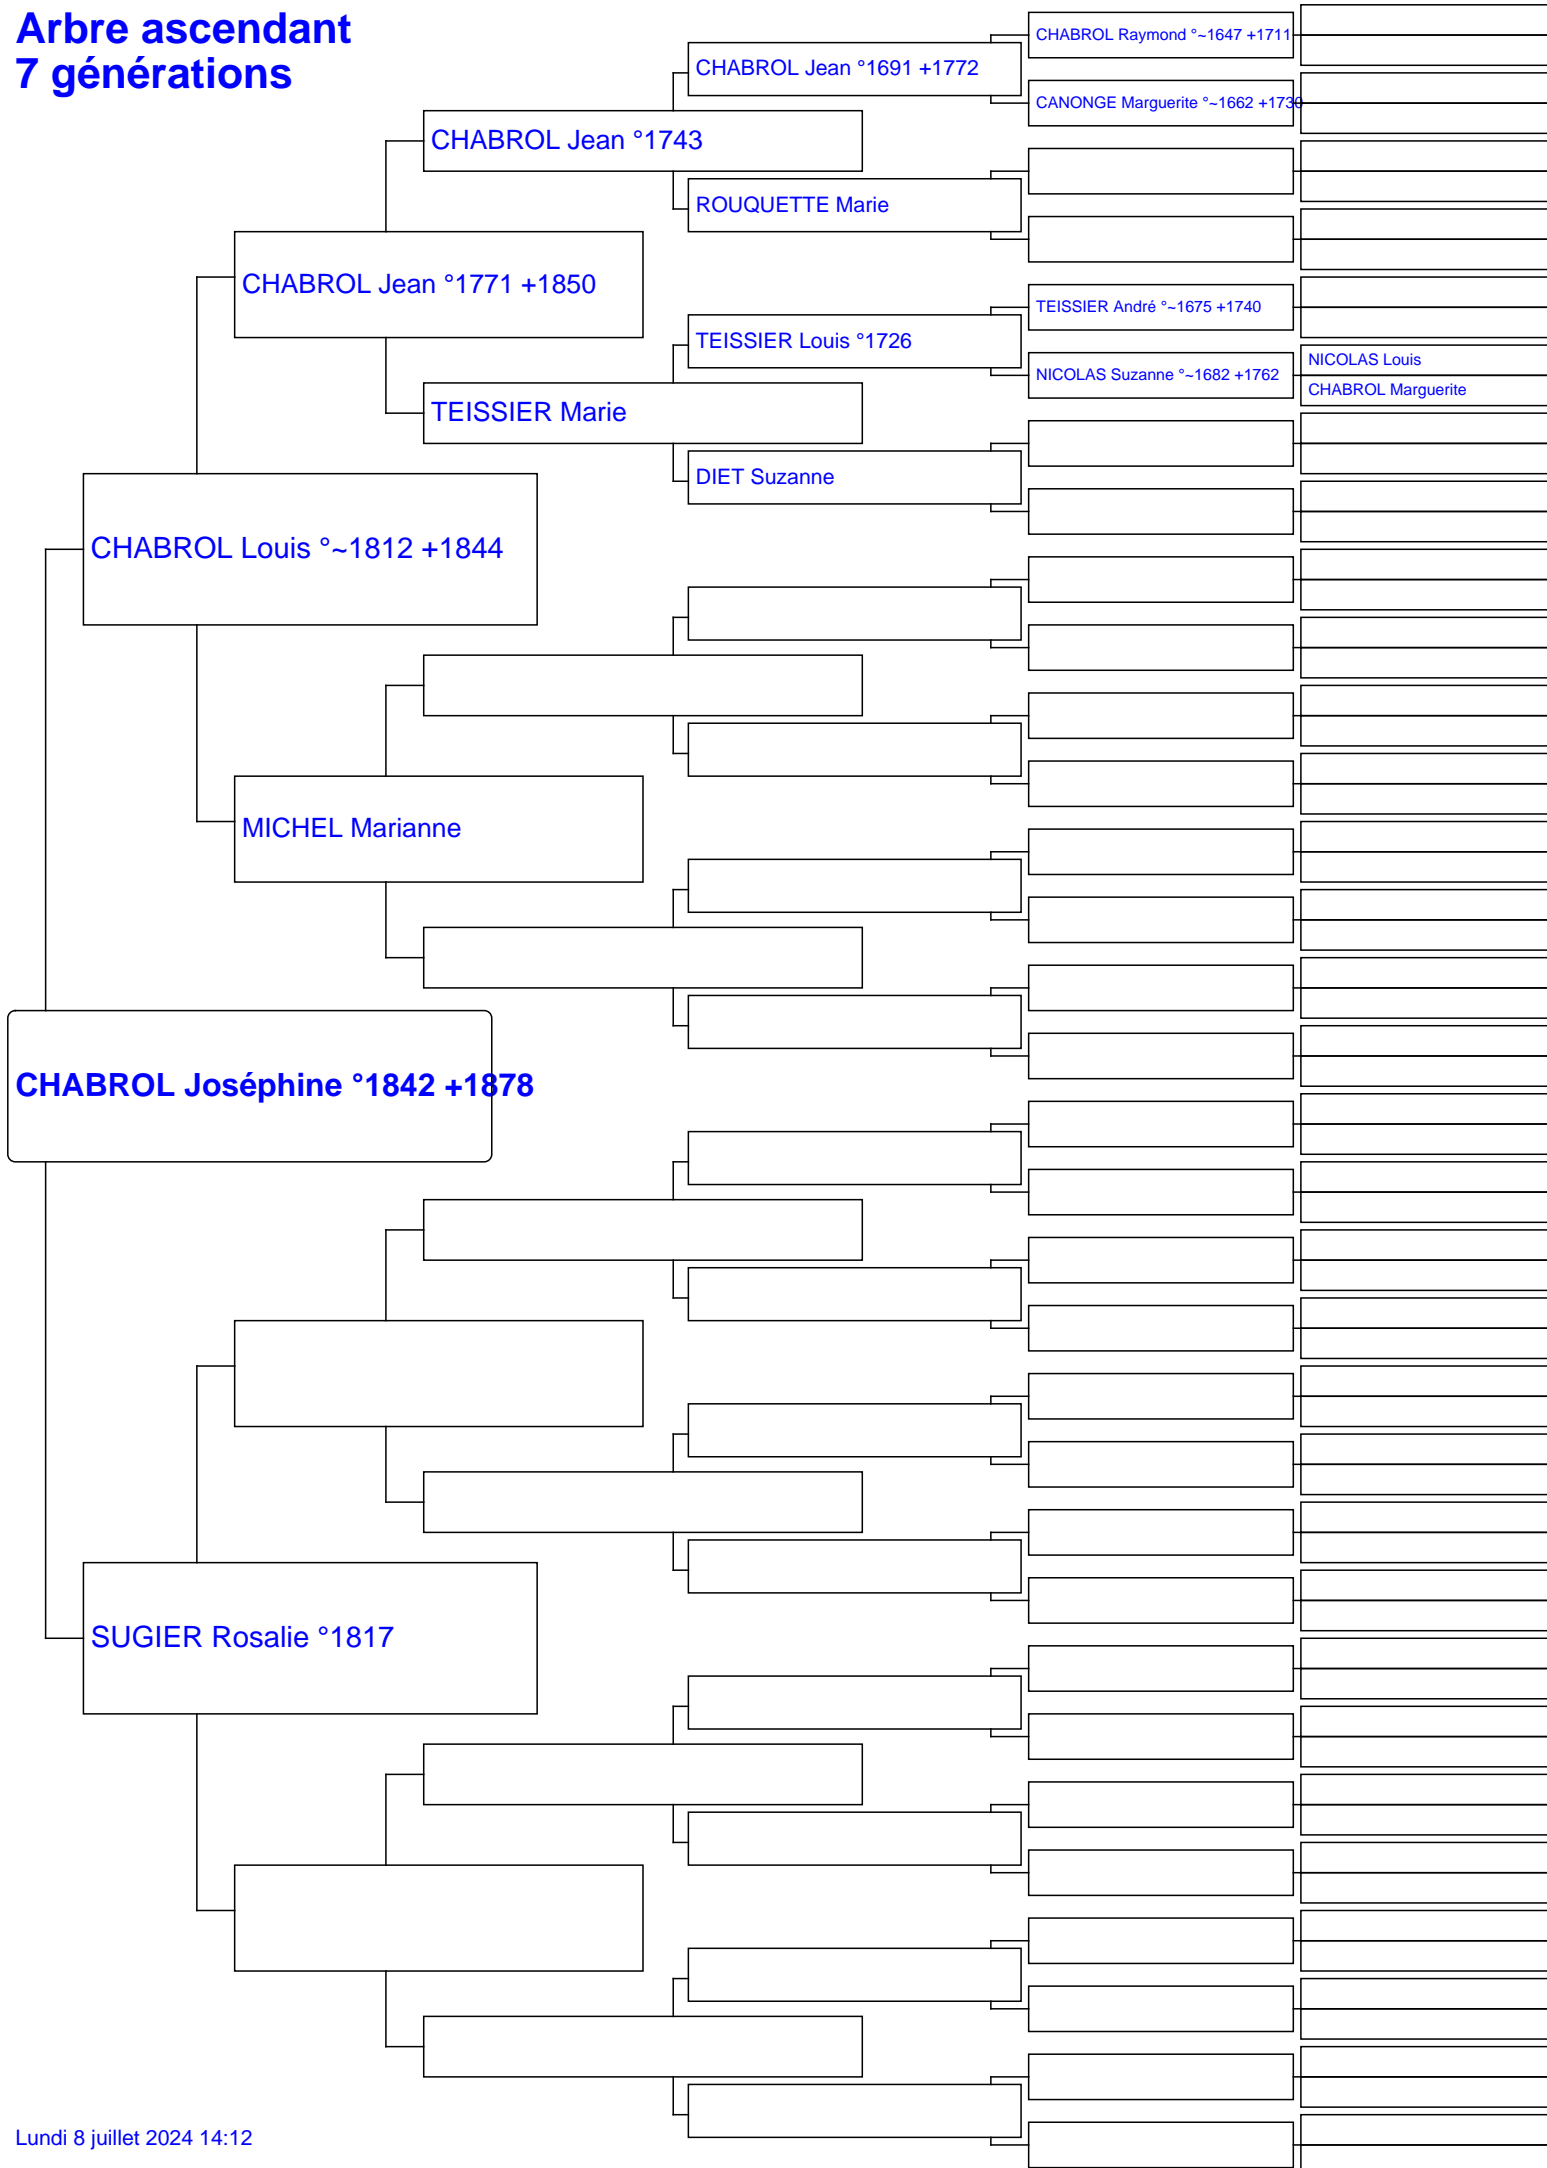 Arbre ascendant
7 générations
CHABROL Raymond °~1647 +1711
CHABROL Jean °1691 +1772
CANONGE Marguerite °~1662 +1730
CHABROL Jean °1743
ROUQUETTE Marie
CHABROL Jean °1771 +1850
TEISSIER André °~1675 +1740
TEISSIER Louis °1726
NICOLAS Louis
NICOLAS Suzanne °~1682 +1762
CHABROL Marguerite
TEISSIER Marie
DIET Suzanne
CHABROL Louis °~1812 +1844
MICHEL Marianne
CHABROL Joséphine °1842 +1878
SUGIER Rosalie °1817
Lundi 8 juillet 2024 14:12